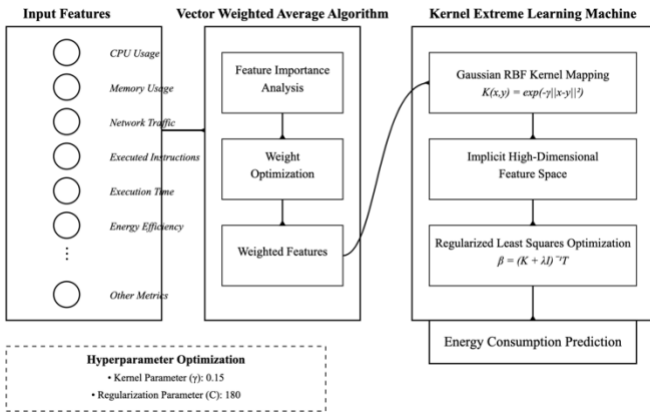 Input Features
CPU Usage
Memory Usage
Network Traffic
Executed Instructions
Execution Time
Energy Efficiency
⋮
Other Metrics
Vector Weighted Average Algorithm
Feature Importance
Analysis
Weight
Optimization
Weighted Features
Kernel Extreme Learning Machine
Gaussian RBF Kernel Mapping
K(x,y) = exp(-γ||x-y||²)
Implicit High-Dimensional
Feature Space
Regularized Least Squares Optimization
β = (K + λI)⁻¹T
Energy Consumption Prediction
Hyperparameter Optimization
• Kernel Parameter (γ): 0.15
• Regularization Parameter (C): 180